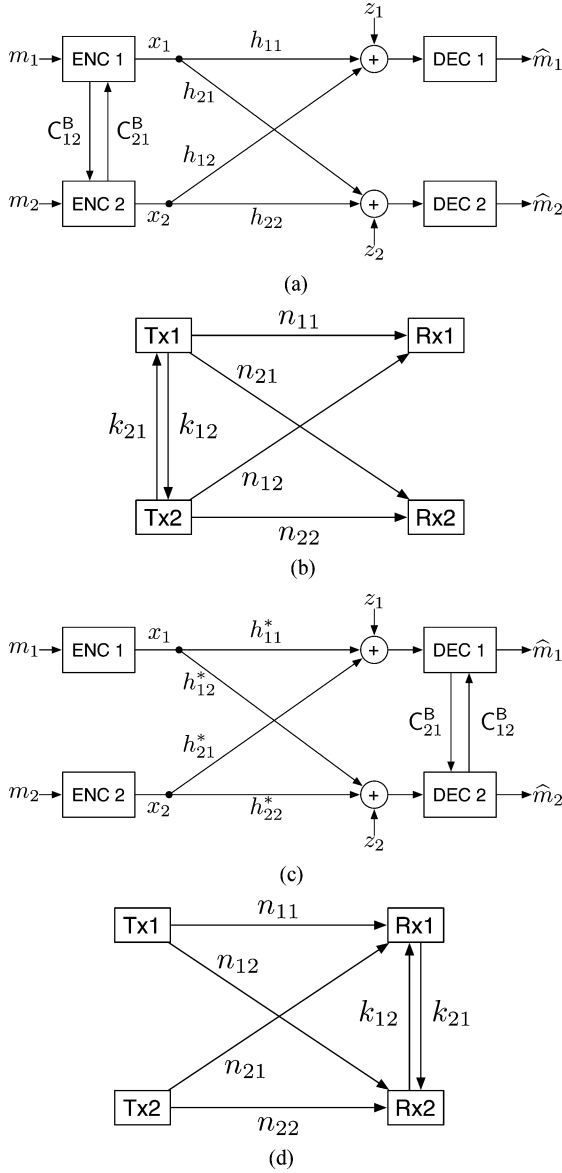 z₁
m₁ ENC 1 x₁ h₁₁ + DEC 1 m̂₁
h₂₁
C₁₂ᴮ C₂₁ᴮ
h₁₂
m₂ ENC 2 x₂ h₂₂ + DEC 2 m̂₂
z₂
(a)
Tx1 n₁₁ Rx1
n₂₁
k₂₁ k₁₂
n₁₂
Tx2 n₂₂ Rx2
(b)
z₁
m₁ ENC 1 x₁ h₁₁* + DEC 1 m̂₁
h₁₂*
C₂₁ᴮ C₁₂ᴮ
h₂₁*
m₂ ENC 2 x₂ h₂₂* + DEC 2 m̂₂
z₂
(c)
Tx1 n₁₁ Rx1
n₁₂
k₁₂ k₂₁
n₂₁
Tx2 n₂₂ Rx2
(d)